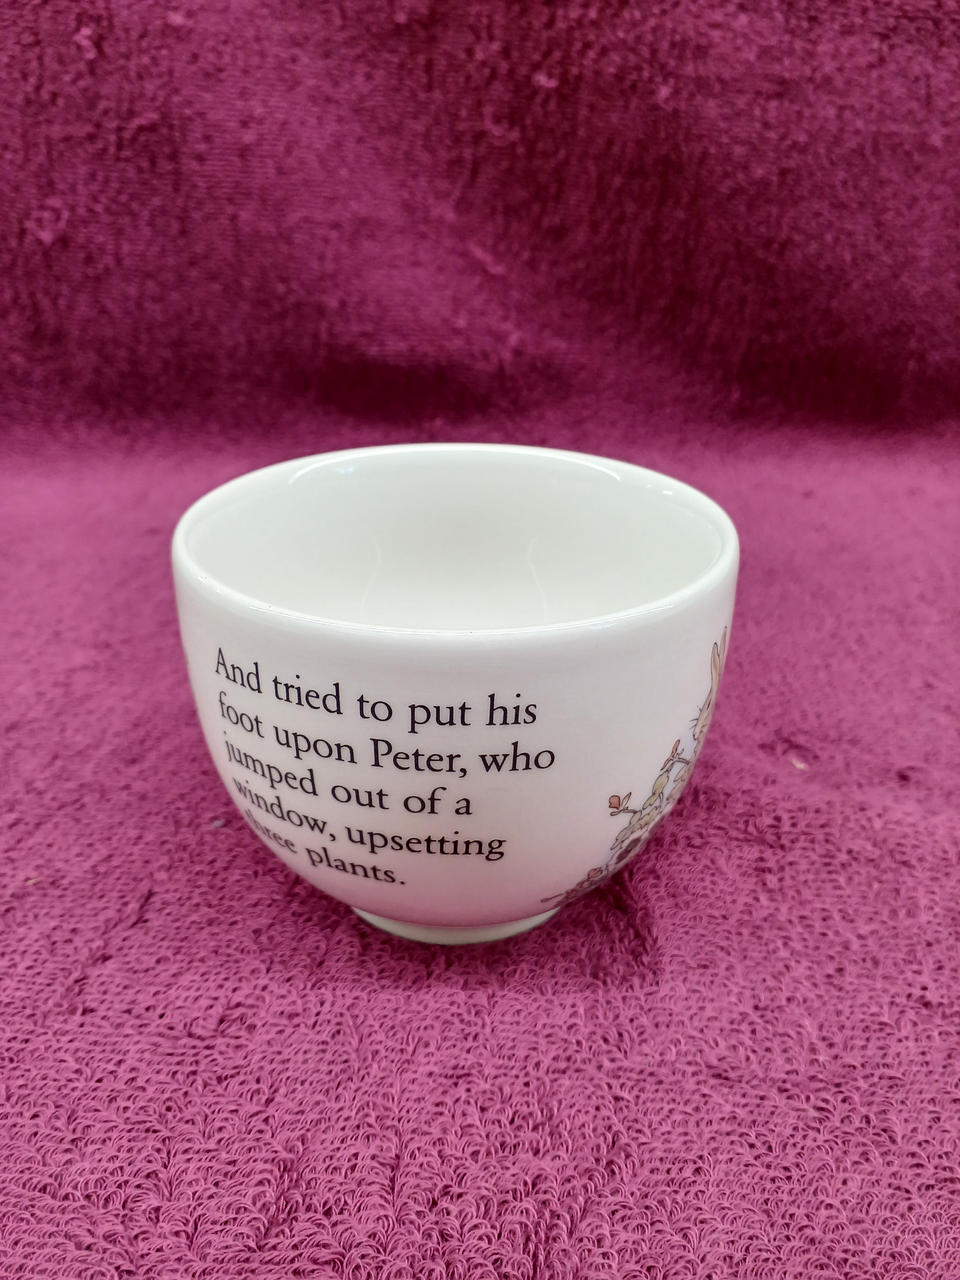 And tried to put his
foot upon Peter, who
jumped out of a
window, upsetting
three plants.